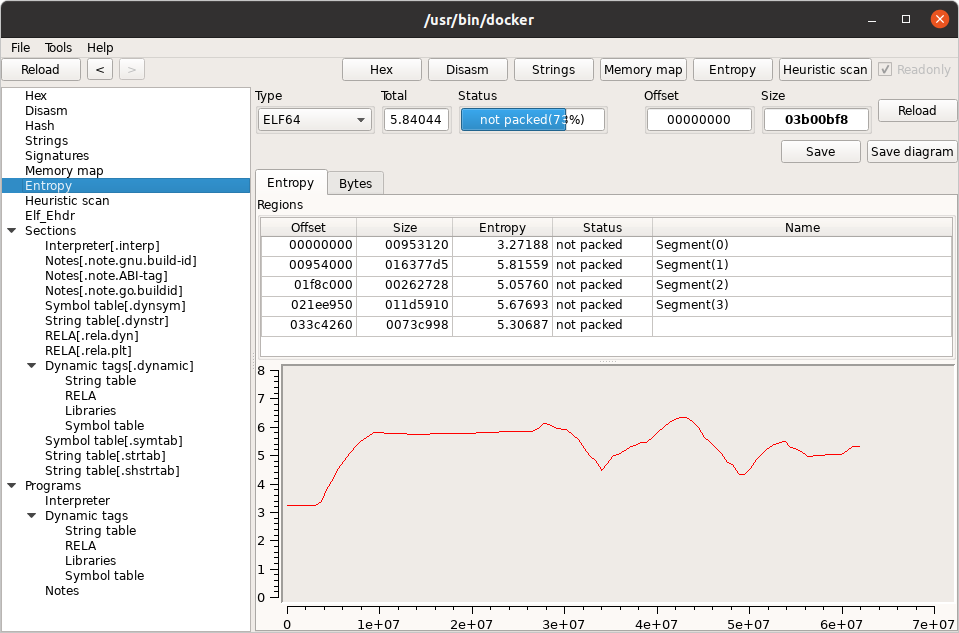 /usr/bin/docker
File Tools Help
Reload < > Hex Disasm Strings Memory map Entropy Heuristic scan Readonly
Hex
Disasm
Hash
Strings
Signatures
Memory map
Entropy
Heuristic scan
Elf_Ehdr
Sections
Interpreter[.interp]
Notes[.note.gnu.build-id]
Notes[.note.ABI-tag]
Notes[.note.go.buildid]
Symbol table[.dynsym]
String table[.dynstr]
RELA[.rela.dyn]
RELA[.rela.plt]
Dynamic tags[.dynamic]
String table
RELA
Libraries
Symbol table
Symbol table[.symtab]
String table[.strtab]
String table[.shstrtab]
Programs
Interpreter
Dynamic tags
String table
RELA
Libraries
Symbol table
Notes
Type Total Status Offset Size
ELF64 5.84044 not packed(73%) 00000000 03b00bf8 Reload
Save Save diagram
Entropy Bytes
Regions
Offset Size Entropy Status Name
00000000 00953120 3.27188 not packed Segment(0)
00954000 016377d5 5.81559 not packed Segment(1)
01f8c000 00262728 5.05760 not packed Segment(2)
021ee950 011d5910 5.67693 not packed Segment(3)
033c4260 0073c998 5.30687 not packed
8
7
6
5
4
3
2
1
0
0 1e+07 2e+07 3e+07 4e+07 5e+07 6e+07 7e+07